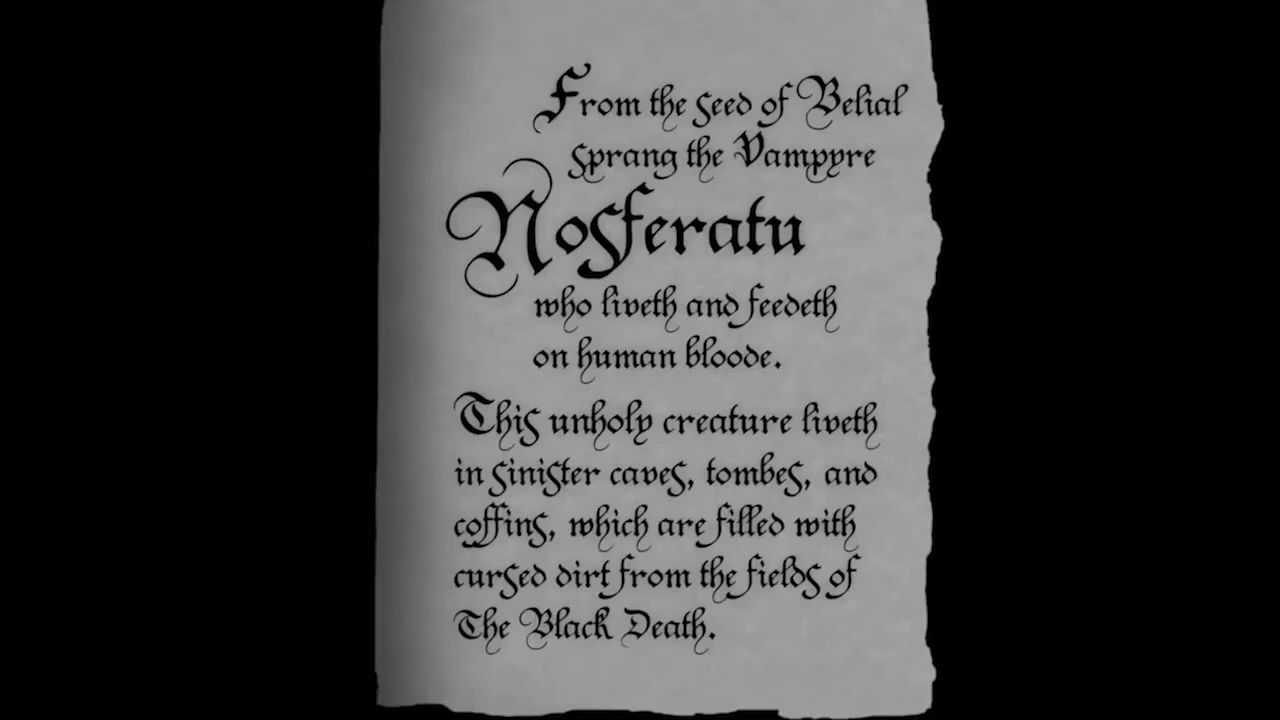 From the seed of Belial
sprang the Vampyre
Nosferatu
who liveth and feedeth
on human bloode.
This unholy creature liveth
in sinister caves, tombes, and
coffins, which are filled with
cursed dirt from the fields of
The Black Death.